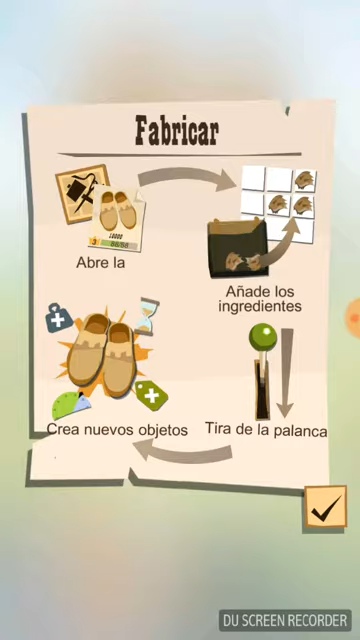 Fabricar
Abre la
Añade los
ingredientes
Crea nuevos objetos
Tira de la palanca
DU SCREEN RECORDER